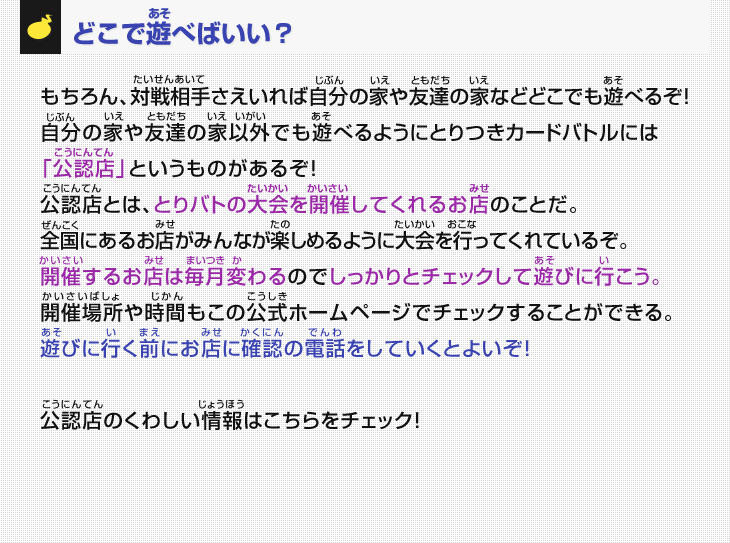 どこで遊べばいい？
もちろん、対戦相手さえいれば自分の家や友達の家などどこでも遊べるぞ!
自分の家や友達の家以外でも遊べるようにとりつきカードバトルには
「公認店」というものがあるぞ!
公認店とは、とりバトの大会を開催してくれるお店のことだ。
全国にあるお店がみんなが楽しめるように大会を行ってくれているぞ。
開催するお店は毎月変わるのでしっかりとチェックして遊びに行こう。
開催場所や時間もこの公式ホームページでチェックすることができる。
遊びに行く前にお店に確認の電話をしていくとよいぞ!
公認店のくわしい情報はこちらをチェック!